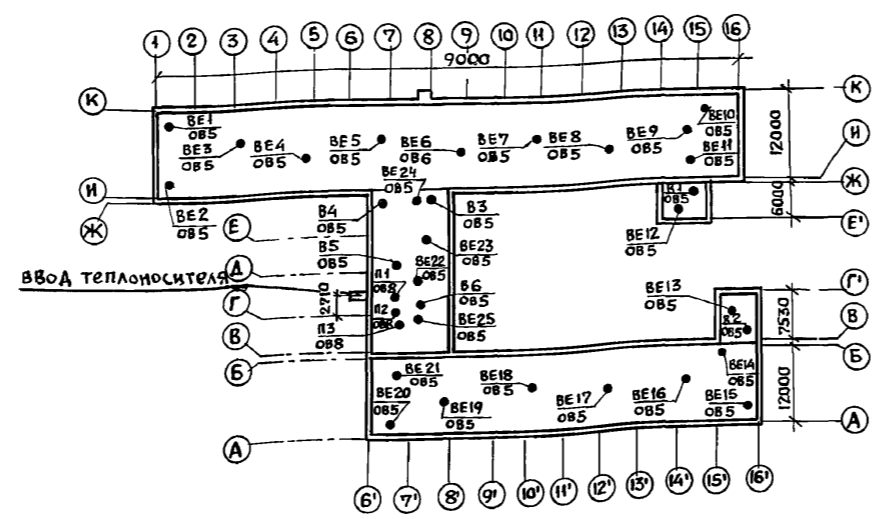 1 2 3 4 5 6 7 8 9 10 11 12 13 14 15 16
9000
К К
ВЕ1
ОВ5
ВЕ3
ОВ5
ВЕ4
ОВ5
ВЕ5
ОВ5
ВЕ6
ОВ6
ВЕ7
ОВ5
ВЕ8
ОВ5
ВЕ9
ОВ5
ВЕ10
ОВ5
ВЕ11
ОВ5
12000
И И
ВЕ2
ОВ5
ВЕ24
ОВ5
Ж Ж
В4
ОВ5
В3
ОВ5
В1
ОВ5
6000
Е Е'
ВЕ12
ОВ5
В5
ОВ5
ВЕ23
ОВ5
Д
ВВОД ТЕПЛОНОСИТЕЛЯ
П1
ОВ8
ВЕ22
ОВ5
В6
ОВ5
ВЕ13
ОВ5
Г'
Г
2710
П2
ОВ8
П3
ОВ8
ВЕ25
ОВ5
В2
ОВ5
7530
В В
Б Б
ВЕ21
ОВ5
ВЕ18
ОВ5
ВЕ14
ОВ5
ВЕ20
ОВ5
ВЕ19
ОВ5
ВЕ17
ОВ5
ВЕ16
ОВ5
ВЕ15
ОВ5
12000
А А
6' 7' 8' 9' 10' 11' 12' 13' 14' 15' 16'